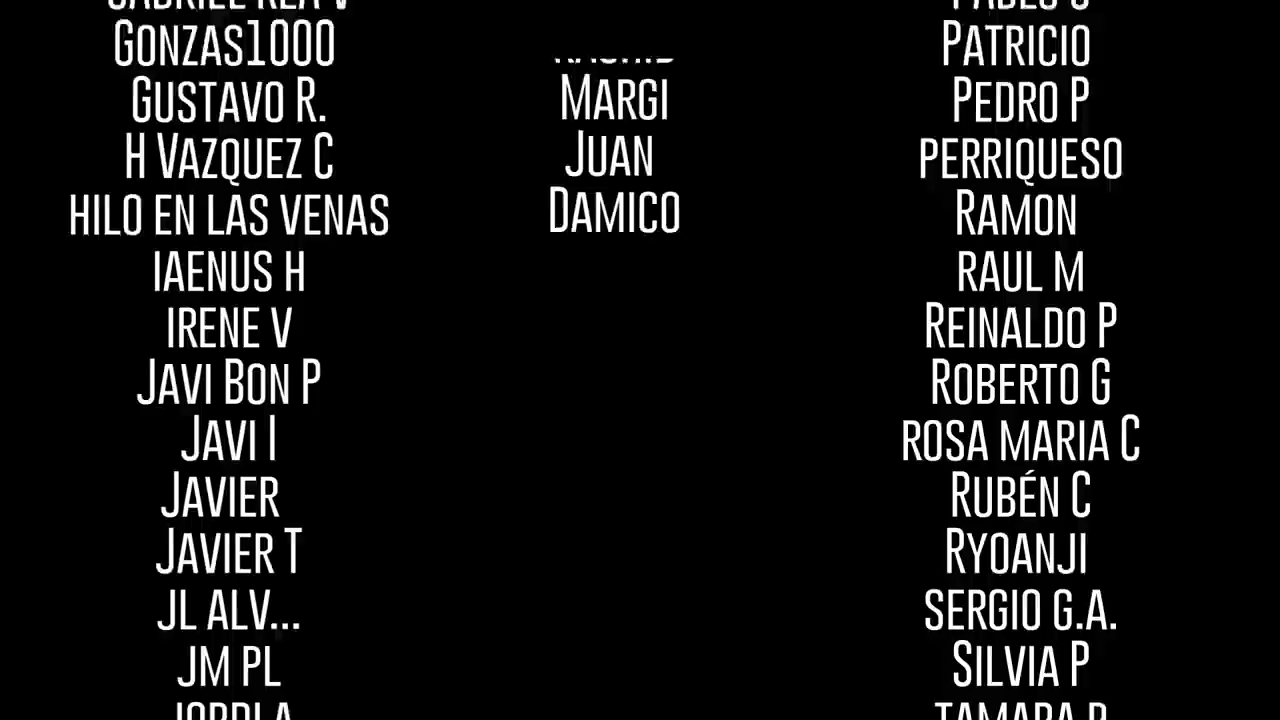 Gonzas1000
Gustavo R.
H Vazquez C
HILO EN LAS VENAS
IAENUS H
IRENE V
Javi Bon P
Javi I
Javier
Javier T
JL ALV...
JM PL
JORDI A
Margi
Juan
Damico
Patricio
Pedro P
PERRIQUESO
Ramon
RAUL M
Reinaldo P
Roberto G
ROSA MARIA C
Rubén C
Ryoanji
SERGIO G.A.
Silvia P